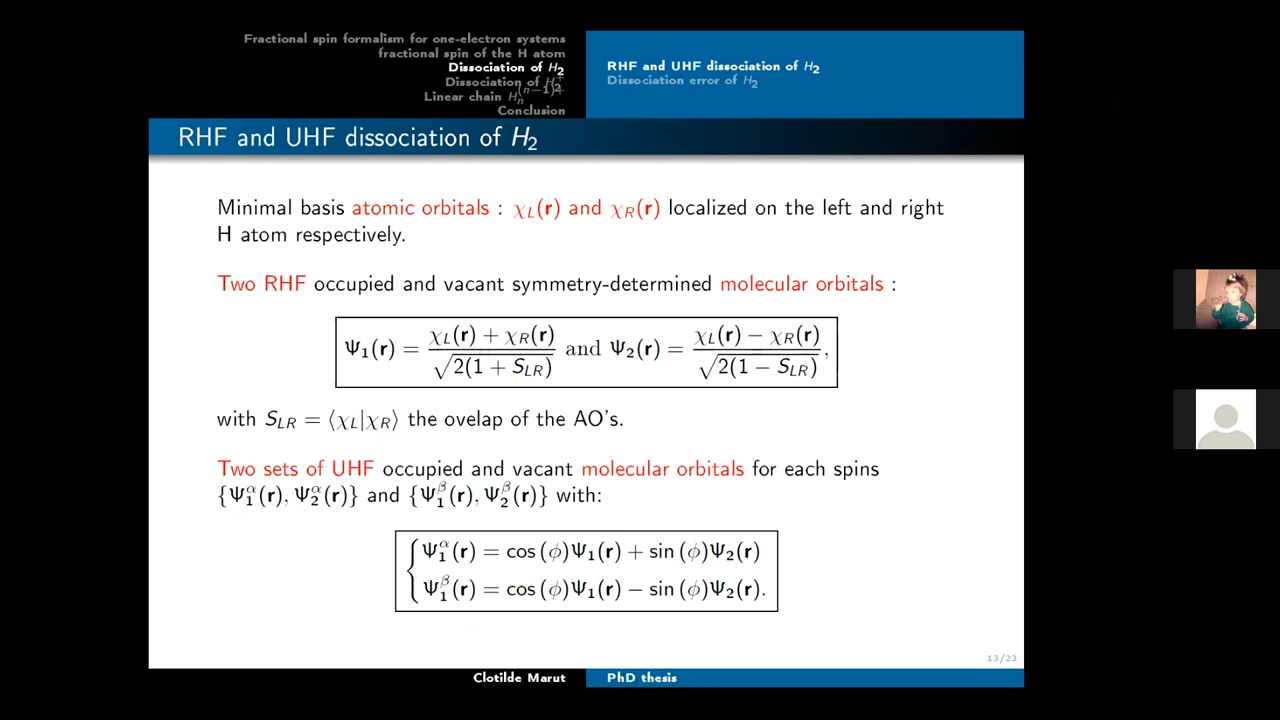 Fractional spin formalism for one-electron systems
fractional spin of the H atom
Dissociation of H₂
Dissociation of H₂⁺
Linear chain Hₙ⁽ⁿ⁻¹⁾⁺
Conclusion
RHF and UHF dissociation of H₂
Dissociation error of H₂
RHF and UHF dissociation of H₂
Minimal basis atomic orbitals : χ_L(r) and χ_R(r) localized on the left and right
H atom respectively.
Two RHF occupied and vacant symmetry-determined molecular orbitals :
Ψ₁(r) = (χ_L(r) + χ_R(r)) / √(2(1 + S_LR)) and Ψ₂(r) = (χ_L(r) − χ_R(r)) / √(2(1 − S_LR)) ,
with S_LR = ⟨χ_L|χ_R⟩ the ovelap of the AO's.
Two sets of UHF occupied and vacant molecular orbitals for each spins
{Ψ₁^α(r), Ψ₂^α(r)} and {Ψ₁^β(r), Ψ₂^β(r)} with:
{ Ψ₁^α(r) = cos (ϕ)Ψ₁(r) + sin (ϕ)Ψ₂(r)
Ψ₁^β(r) = cos (ϕ)Ψ₁(r) − sin (ϕ)Ψ₂(r).
13/23
Clotilde Marut
PhD thesis